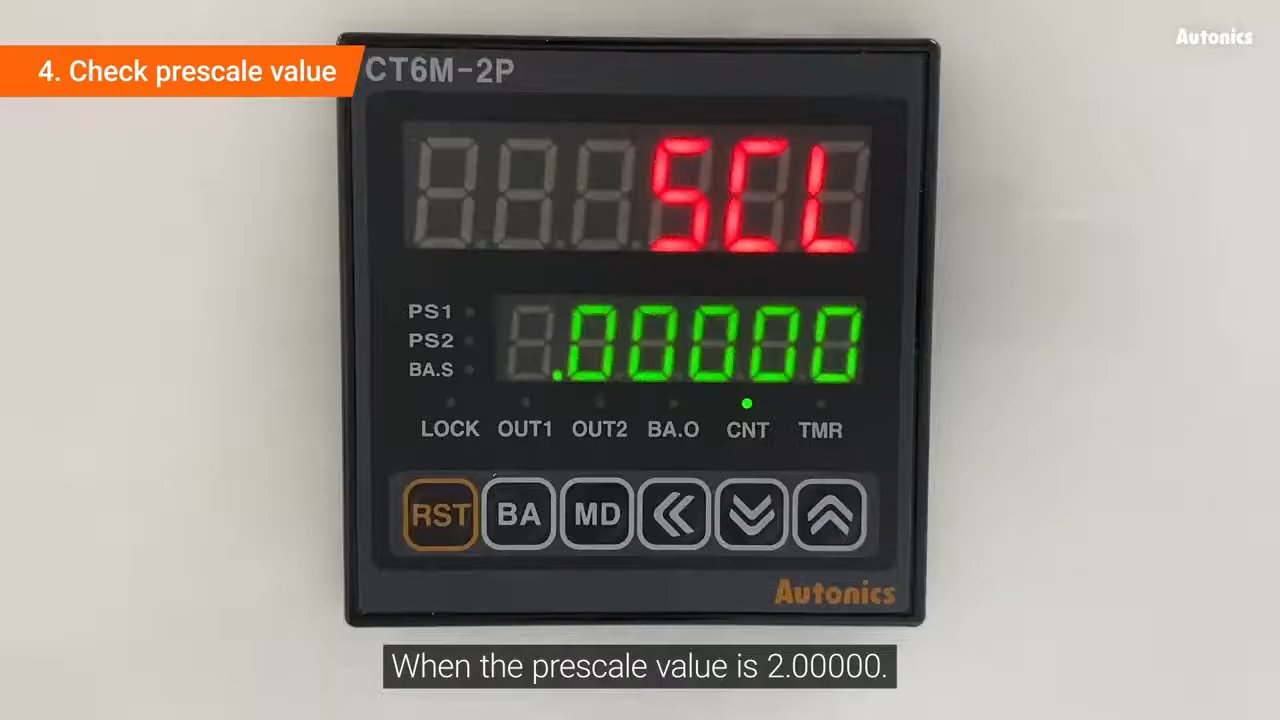 Autonics
4. Check prescale value
CT6M-2P
SCL
PS1
.00000
PS2
BA.S
LOCK OUT1 OUT2 BA.O CNT TMR
RST BA MD
Autonics
When the prescale value is 2.00000.